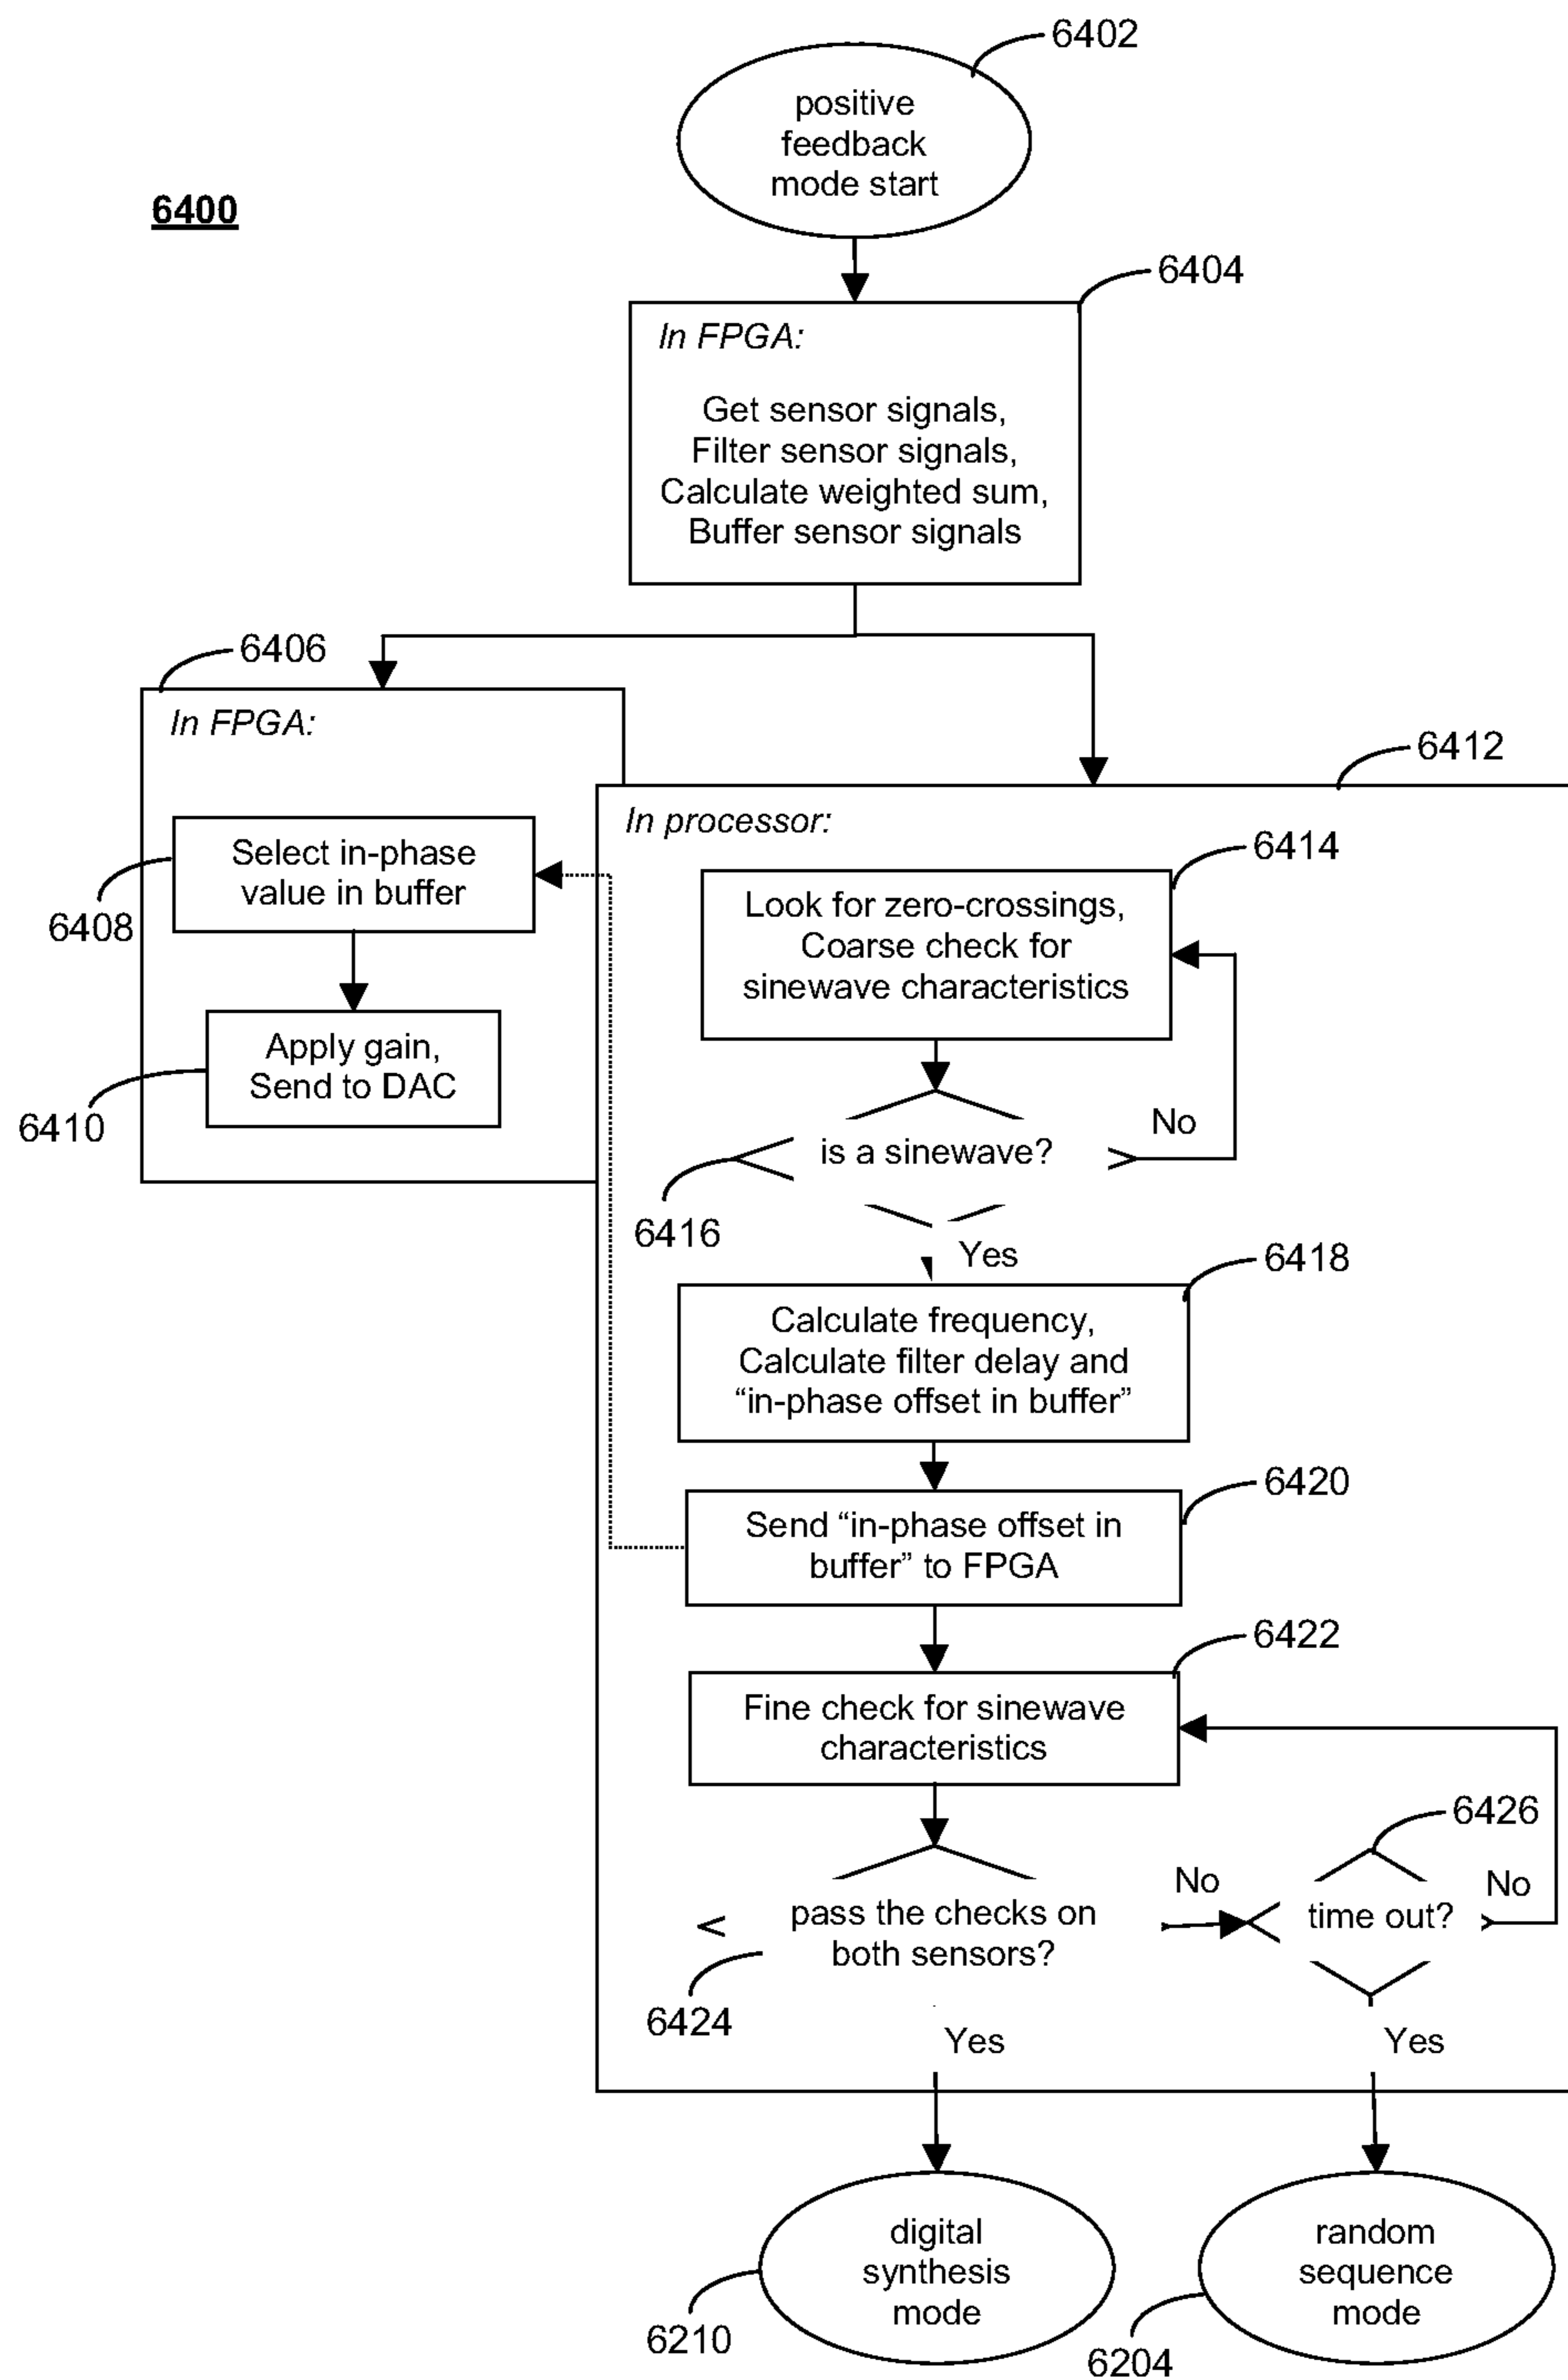 6402
positive
feedback
mode start
6400
6404
In FPGA:
Get sensor signals,
Filter sensor signals,
Calculate weighted sum,
Buffer sensor signals
6406
In FPGA:
6412
In processor:
Select in-phase
value in buffer
6408
6414
Look for zero-crossings,
Coarse check for
sinewave characteristics
Apply gain,
Send to DAC
6410
No
is a sinewave?
6416
Yes
6418
Calculate frequency,
Calculate filter delay and
“in-phase offset in buffer”
6420
Send “in-phase offset in
buffer” to FPGA
6422
Fine check for sinewave
characteristics
6426
No
No
pass the checks on
both sensors?
time out?
6424
Yes
Yes
digital
synthesis
mode
random
sequence
mode
6210
6204